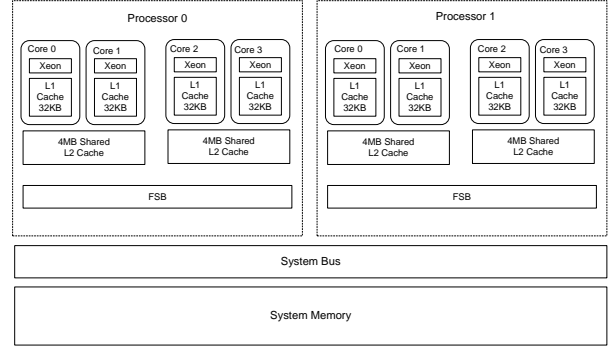 Processor 0
Processor 1
Core 0
Core 1
Core 2
Core 3
Core 0
Core 1
Core 2
Core 3
Xeon
Xeon
Xeon
Xeon
Xeon
Xeon
Xeon
Xeon
L1
Cache
32KB
L1
Cache
32KB
L1
Cache
32KB
L1
Cache
32KB
L1
Cache
32KB
L1
Cache
32KB
L1
Cache
32KB
L1
Cache
32KB
4MB Shared
L2 Cache
4MB Shared
L2 Cache
4MB Shared
L2 Cache
4MB Shared
L2 Cache
FSB
FSB
System Bus
System Memory